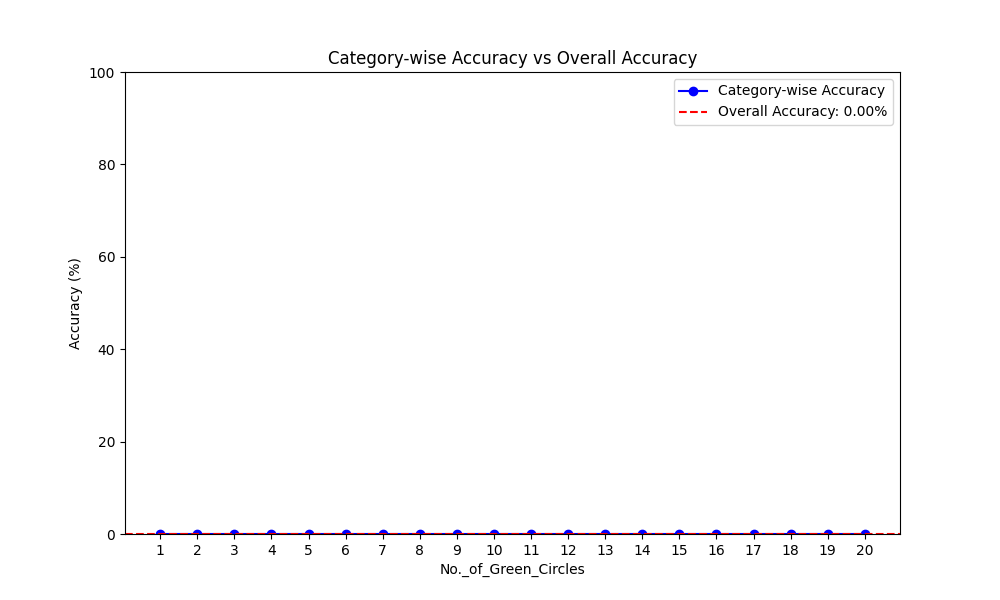 Category-wise Accuracy vs Overall Accuracy
Category-wise Accuracy
Overall Accuracy: 0.00%
Accuracy (%)
100
80
60
40
20
0
1 2 3 4 5 6 7 8 9 10 11 12 13 14 15 16 17 18 19 20
No._of_Green_Circles